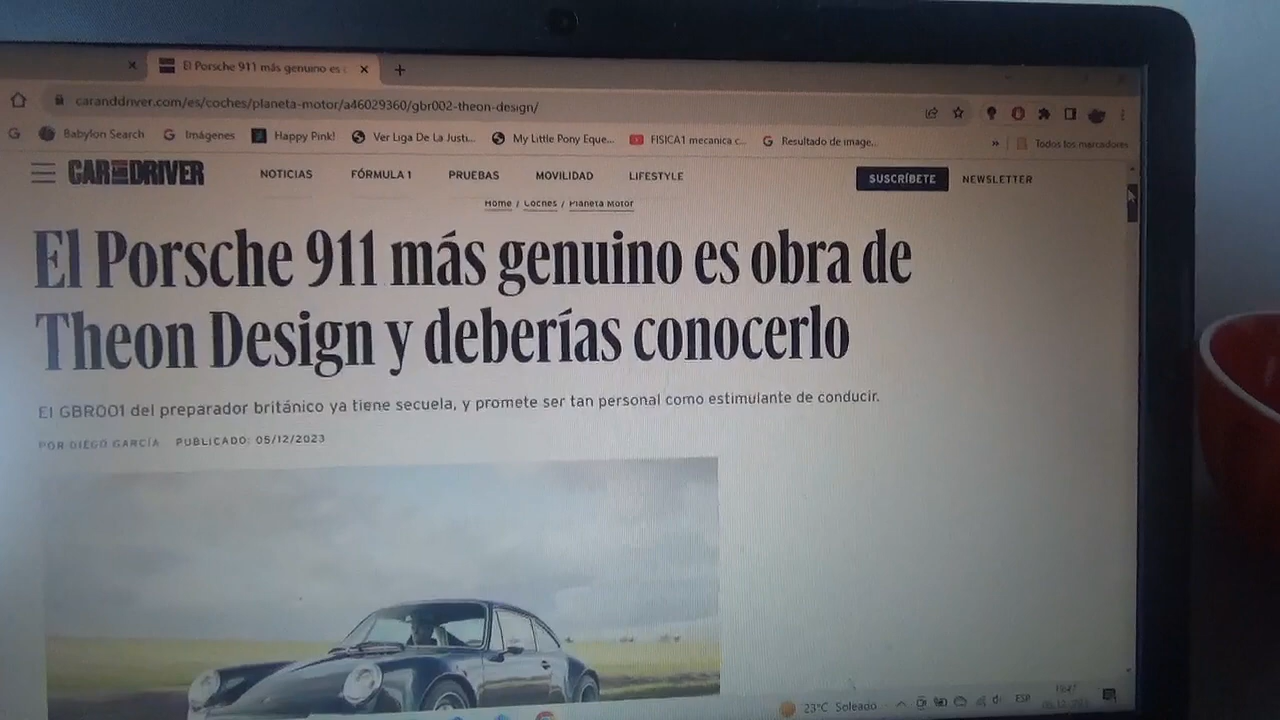 El Porsche 911 más genuino es
caranddriver.com/es/coches/planeta-motor/a46029360/gbr002-theon-design/
Babylon Search
Imágenes
Happy Pink!
Ver Liga De La Justi...
My Little Pony Eque...
FISICA1 mecanica c...
Resultado de image...
Todos los marcadores
CAR AND DRIVER
NOTICIAS
FÓRMULA 1
PRUEBAS
MOVILIDAD
LIFESTYLE
SUSCRÍBETE
NEWSLETTER
Home / Coches / Planeta Motor
El Porsche 911 más genuino es obra de
Theon Design y deberías conocerlo
El GBR001 del preparador británico ya tiene secuela, y promete ser tan personal como estimulante de conducir.
POR DIEGO GARCÍA PUBLICADO: 05/12/2023
23°C Soleado
ESP